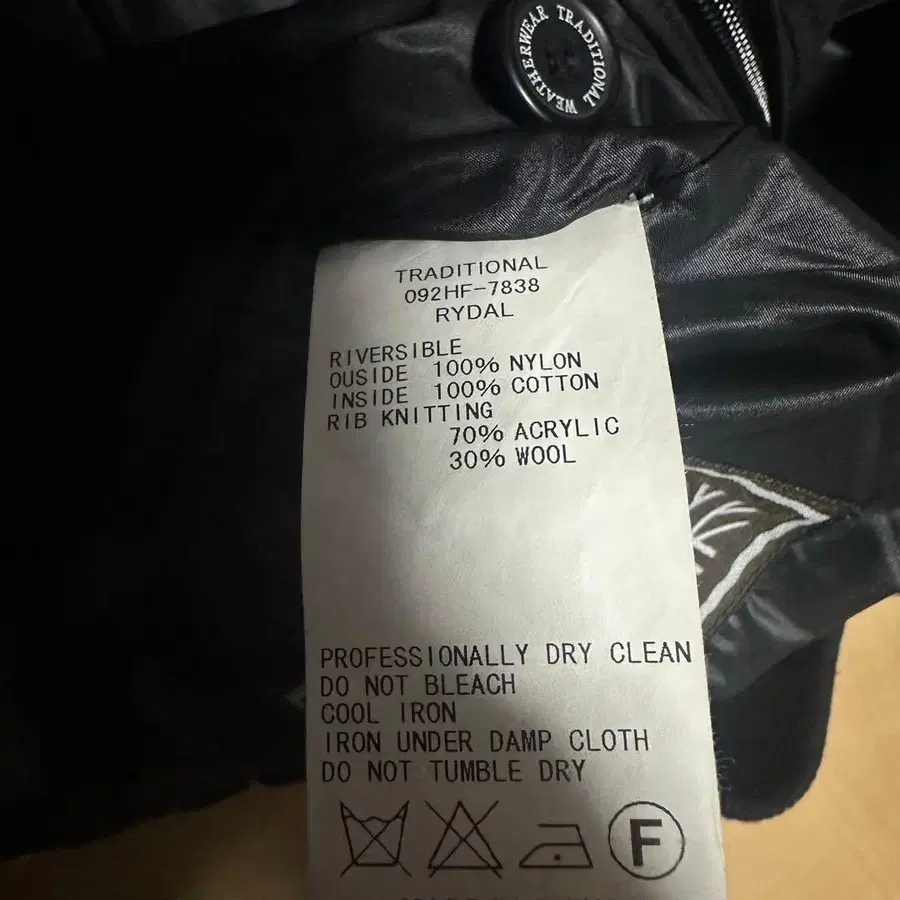 TRADITIONAL WEATHERWEAR
TRADITIONAL
092HF-7838
RYDAL
RIVERSIBLE
OUSIDE 100% NYLON
INSIDE 100% COTTON
RIB KNITTING
70% ACRYLIC
30% WOOL
PROFESSIONALLY DRY CLEAN
DO NOT BLEACH
COOL IRON
IRON UNDER DAMP CLOTH
DO NOT TUMBLE DRY
F